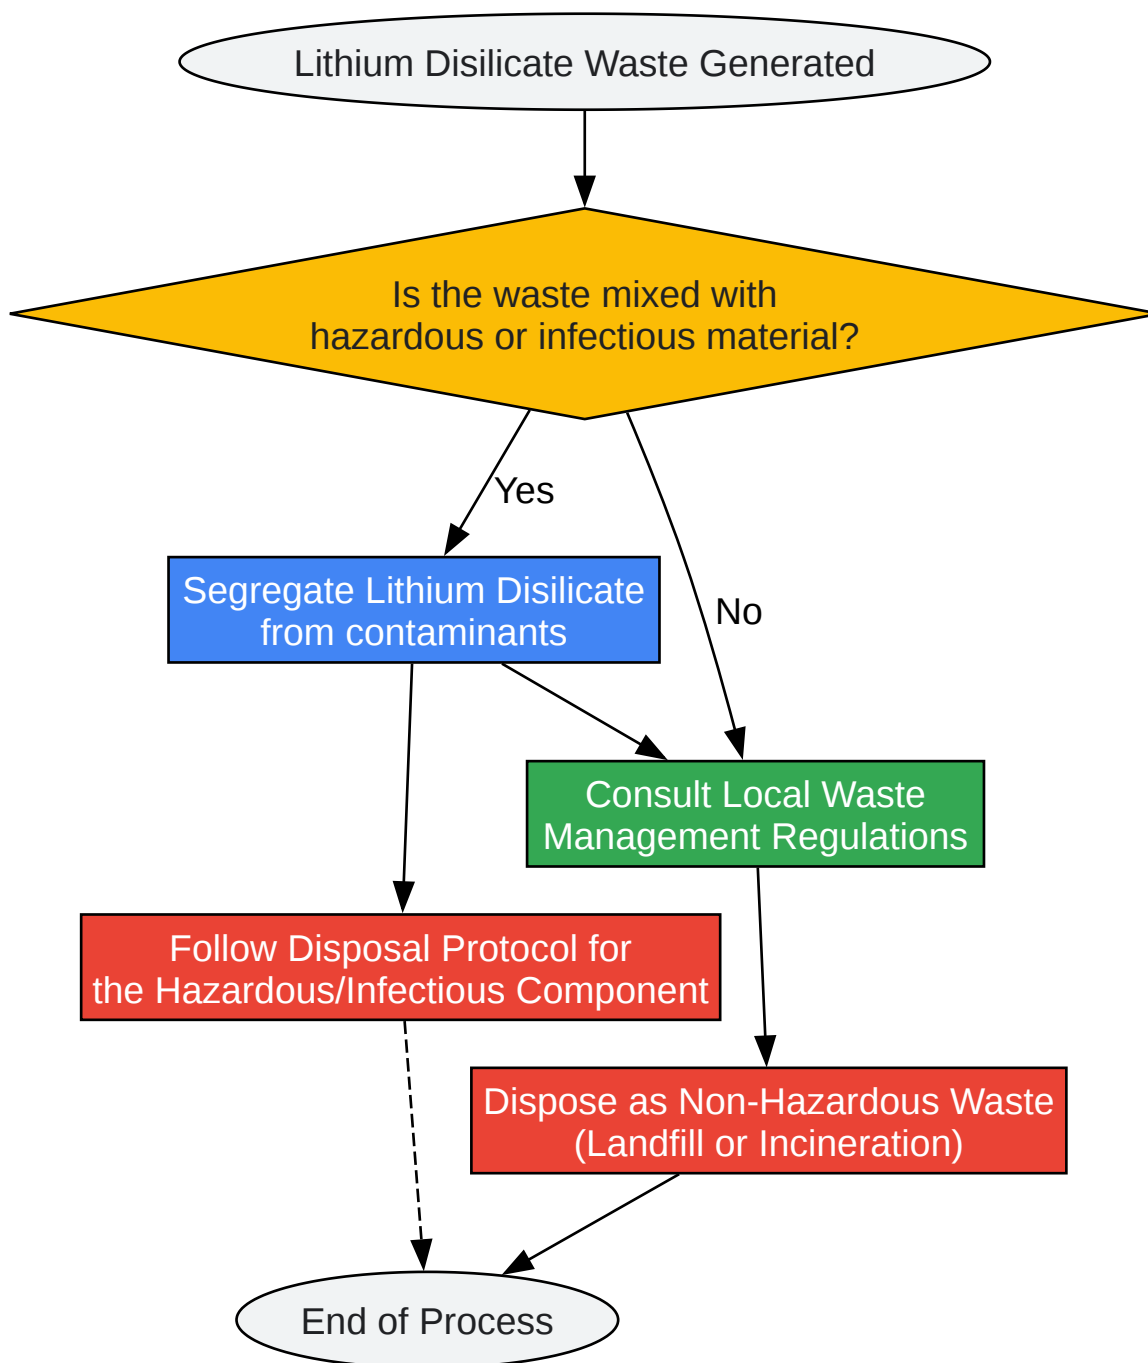 Lithium Disilicate Waste Generated
Is the waste mixed with
hazardous or infectious material?
Yes
Segregate Lithium Disilicate
from contaminants
No
Consult Local Waste
Management Regulations
Follow Disposal Protocol for
the Hazardous/Infectious Component
Dispose as Non-Hazardous Waste
(Landfill or Incineration)
End of Process